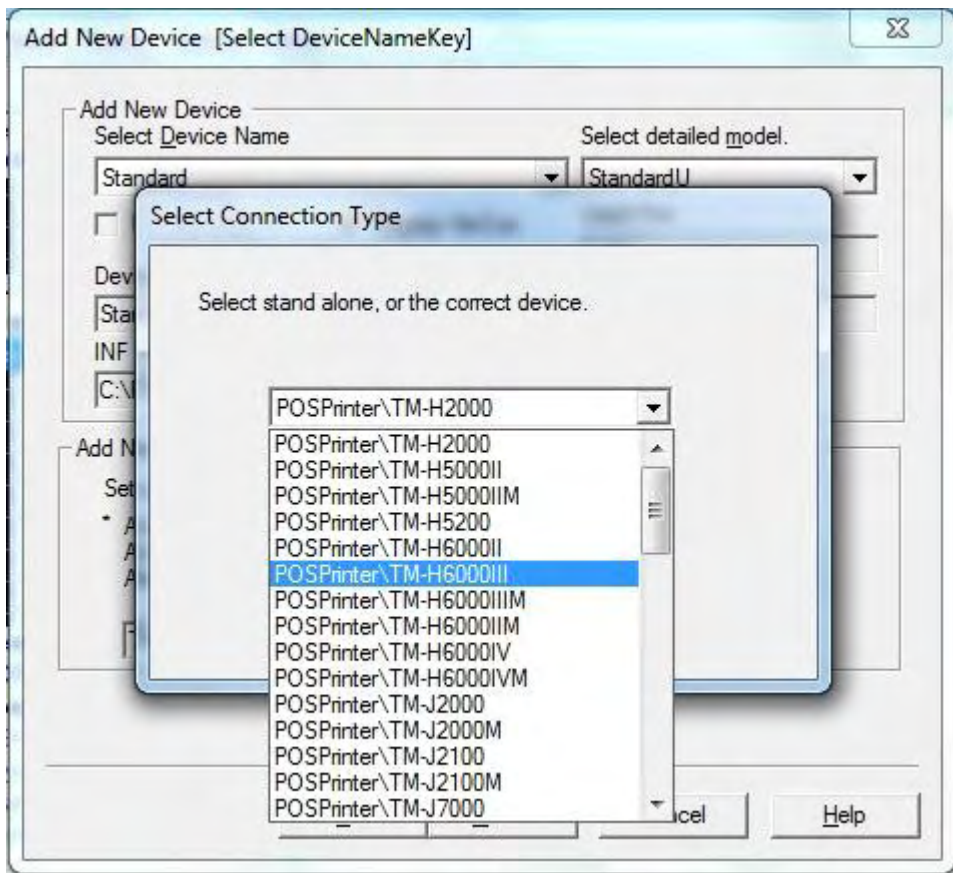 Add New Device [Select DeviceNameKey]
Add New Device
Select Device Name
Select detailed model.
Standard
StandardU
Select Connection Type
Select stand alone, or the correct device.
POSPrinter\TM-H2000
POSPrinter\TM-H2000
POSPrinter\TM-H5000II
POSPrinter\TM-H5000IIM
POSPrinter\TM-H5200
POSPrinter\TM-H6000II
POSPrinter\TM-H6000III
POSPrinter\TM-H6000IIIM
POSPrinter\TM-H6000IIM
POSPrinter\TM-H6000IV
POSPrinter\TM-H6000IVM
POSPrinter\TM-J2000
POSPrinter\TM-J2000M
POSPrinter\TM-J2100
POSPrinter\TM-J2100M
POSPrinter\TM-J7000
Dev
Sta
INF
C:\
Add N
Set
* A
A
A
cel
Help